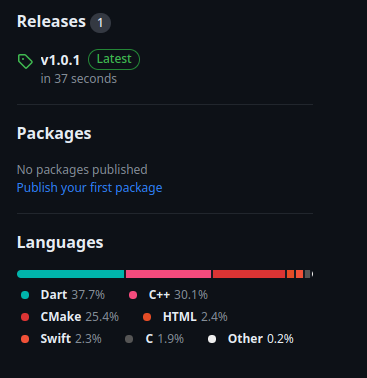 Releases 1
v1.0.1 Latest
in 37 seconds
Packages
No packages published
Publish your first package
Languages
Dart 37.7% C++ 30.1%
CMake 25.4% HTML 2.4%
Swift 2.3% C 1.9% Other 0.2%